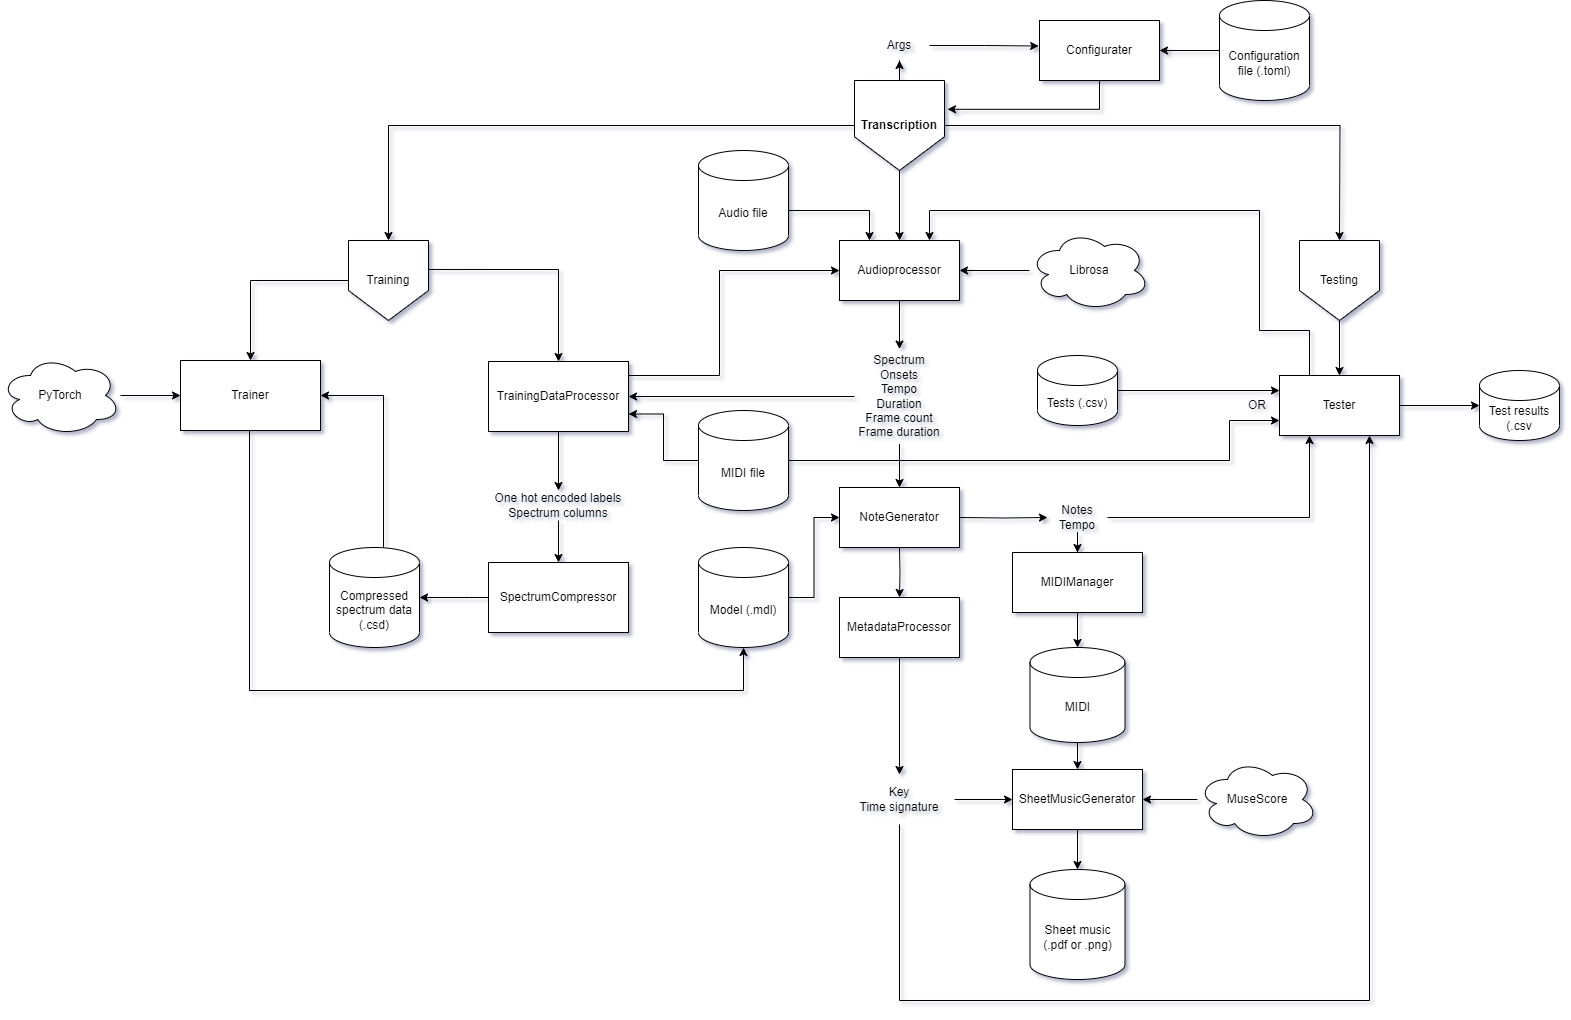 Args
Configurater
Configuration
file (.toml)
Transcription
Audio file
Training
Audioprocessor
Librosa
Testing
PyTorch
Trainer
TrainingDataProcessor
Spectrum
Onsets
Tempo
Duration
Frame count
Frame duration
Tests (.csv)
OR
Tester
Test results
(.csv
MIDI file
One hot encoded labels
Spectrum columns
NoteGenerator
Notes
Tempo
Compressed
spectrum data
(.csd)
SpectrumCompressor
Model (.mdl)
MIDIManager
MetadataProcessor
MIDI
Key
Time signature
SheetMusicGenerator
MuseScore
Sheet music
(.pdf or .png)